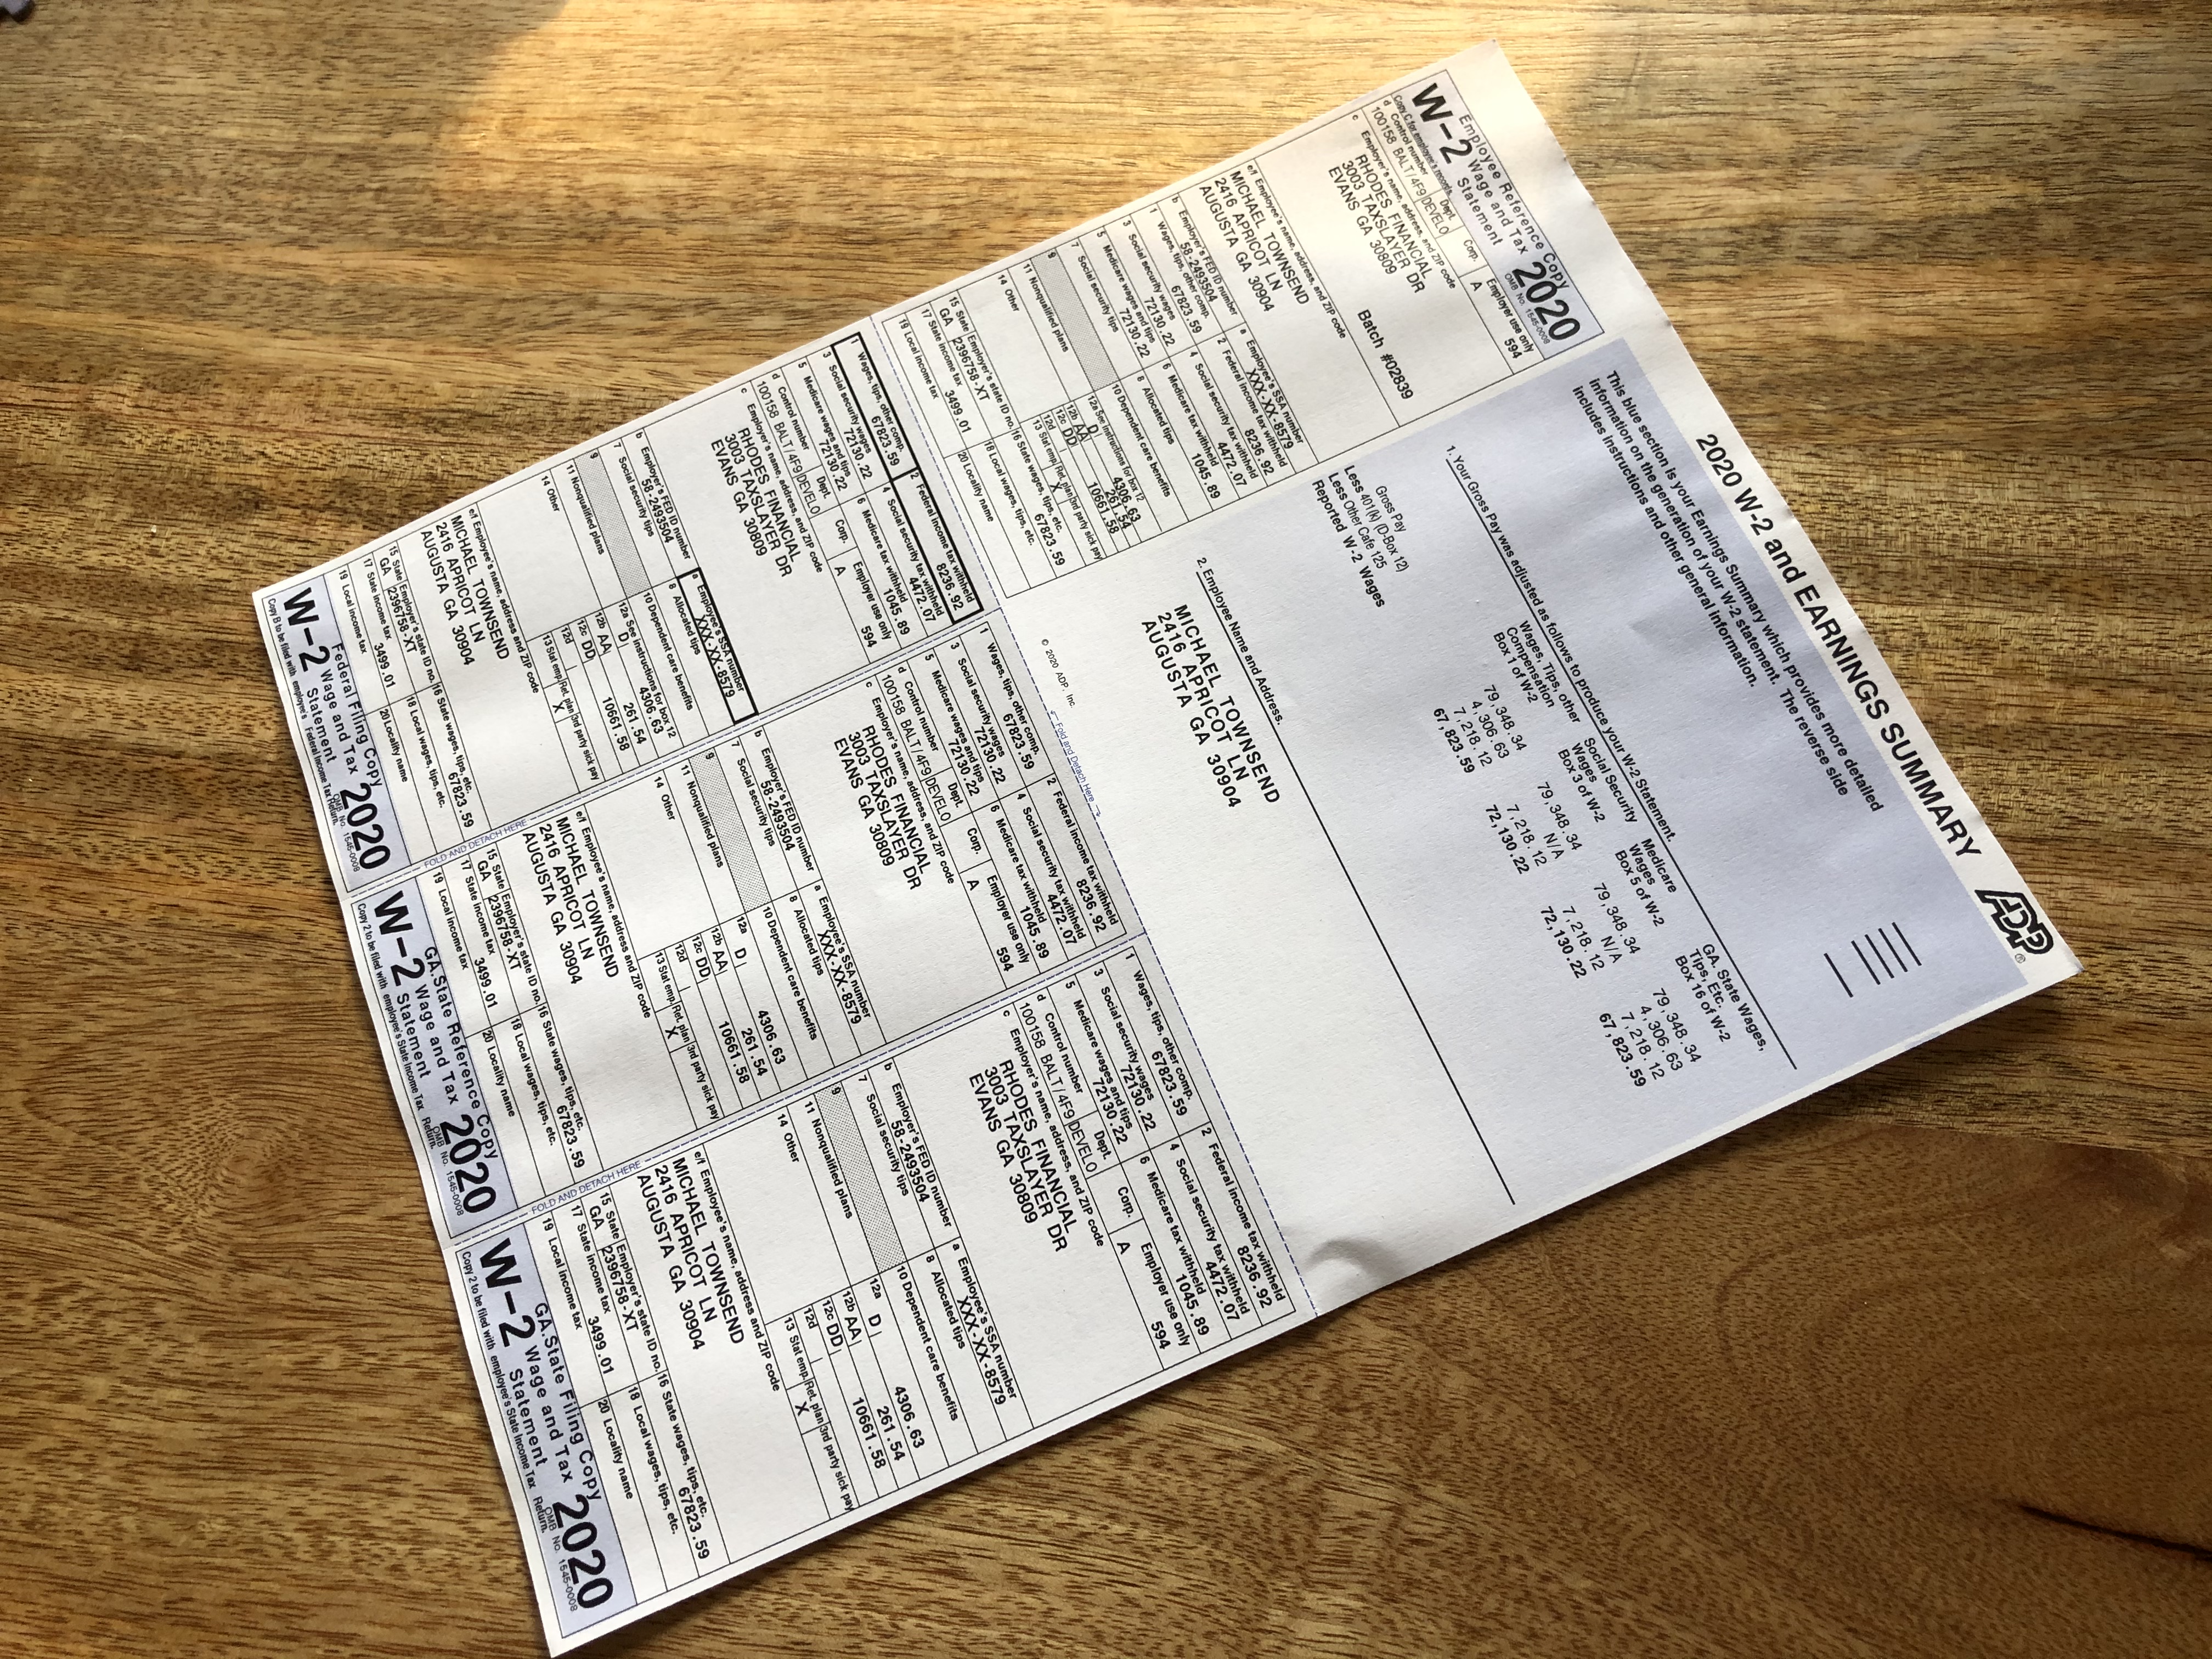 2020 W-2 and EARNINGS SUMMARY
ADP®
Employee Reference Copy
W-2 Wage and Tax Statement 2020
Copy C for employee's records. OMB No. 1545-0008
d Control number Dept. Corp. Employer use only
100158 BALT/4F9 DEVELO A 594
c Employer's name, address, and ZIP code
RHODES FINANCIAL
3003 TAXSLAYER DR
EVANS GA 30809
Batch #02839
e/f Employee's name, address, and ZIP code
MICHAEL TOWNSEND
2416 APRICOT LN
AUGUSTA GA 30904
b Employer's FED ID number a Employee's SSA number
58-2493504 XXX-XX-8579
1 Wages, tips, other comp. 2 Federal income tax withheld
67823.59 8236.92
3 Social security wages 4 Social security tax withheld
72130.22 4472.07
5 Medicare wages and tips 6 Medicare tax withheld
72130.22 1045.89
7 Social security tips 8 Allocated tips
9 10 Dependent care benefits
11 Nonqualified plans 12a See instructions for box 12
D 4306.63
14 Other 12b AA 261.54
12c DD 10661.58
12d
13 Stat emp. Ret. plan 3rd party sick pay
X
15 State Employer's state ID no. 16 State wages, tips, etc.
GA 2396758-XT 67823.59
17 State income tax 18 Local wages, tips, etc.
3499.01
19 Local income tax 20 Locality name
This blue section is your Earnings Summary which provides more detailed
information on the generation of your W-2 statement. The reverse side
includes instructions and other general information.
1. Your Gross Pay was adjusted as follows to produce your W-2 Statement.
Wages, Tips, other Compensation Box 1 of W-2 Social Security Wages Box 3 of W-2 Medicare Wages Box 5 of W-2 GA. State Wages, Tips, Etc. Box 16 of W-2
Gross Pay 79,348.34 79,348.34 79,348.34 79,348.34
Less 401(k) (D-Box 12) 4,306.63 N/A N/A 4,306.63
Less Other Cafe 125 7,218.12 7,218.12 7,218.12 7,218.12
Reported W-2 Wages 67,823.59 72,130.22 72,130.22 67,823.59
2. Employee Name and Address.
MICHAEL TOWNSEND
2416 APRICOT LN
AUGUSTA GA 30904
© 2020 ADP, Inc
Fold and Detach Here
1 Wages, tips, other comp. 2 Federal income tax withheld
67823.59 8236.92
3 Social security wages 4 Social security tax withheld
72130.22 4472.07
5 Medicare wages and tips 6 Medicare tax withheld
72130.22 1045.89
d Control number Dept. Corp. Employer use only
100158 BALT/4F9 DEVELO A 594
c Employer's name, address, and ZIP code
RHODES FINANCIAL
3003 TAXSLAYER DR
EVANS GA 30809
b Employer's FED ID number a Employee's SSA number
58-2493504 XXX-XX-8579
7 Social security tips 8 Allocated tips
9 10 Dependent care benefits
11 Nonqualified plans 12a See instructions for box 12
D 4306.63
14 Other 12b AA 261.54
12c DD 10661.58
12d
13 Stat emp. Ret. plan 3rd party sick pay
X
e/f Employee's name, address and ZIP code
MICHAEL TOWNSEND
2416 APRICOT LN
AUGUSTA GA 30904
15 State Employer's state ID no. 16 State wages, tips, etc.
GA 2396758-XT 67823.59
17 State income tax 18 Local wages, tips, etc.
3499.01
19 Local income tax 20 Locality name
Federal Filing Copy
W-2 Wage and Tax Statement 2020
OMB No. 1545-0008
Copy B to be filed with employee's Federal Income Tax Return.
FOLD AND DETACH HERE
1 Wages, tips, other comp. 2 Federal income tax withheld
67823.59 8236.92
3 Social security wages 4 Social security tax withheld
72130.22 4472.07
5 Medicare wages and tips 6 Medicare tax withheld
72130.22 1045.89
d Control number Dept. Corp. Employer use only
100158 BALT/4F9 DEVELO A 594
c Employer's name, address, and ZIP code
RHODES FINANCIAL
3003 TAXSLAYER DR
EVANS GA 30809
b Employer's FED ID number a Employee's SSA number
58-2493504 XXX-XX-8579
7 Social security tips 8 Allocated tips
9 10 Dependent care benefits
11 Nonqualified plans 12a
D 4306.63
14 Other 12b AA 261.54
12c DD 10661.58
12d
13 Stat emp. Ret. plan 3rd party sick pay
X
e/f Employee's name, address and ZIP code
MICHAEL TOWNSEND
2416 APRICOT LN
AUGUSTA GA 30904
15 State Employer's state ID no. 16 State wages, tips, etc.
GA 2396758-XT 67823.59
17 State income tax 18 Local wages, tips, etc.
3499.01
19 Local income tax 20 Locality name
GA.State Reference Copy
W-2 Wage and Tax Statement 2020
OMB No. 1545-0008
Copy 2 to be filed with employee's State Income Tax Return.
FOLD AND DETACH HERE
1 Wages, tips, other comp. 2 Federal income tax withheld
67823.59 8236.92
3 Social security wages 4 Social security tax withheld
72130.22 4472.07
5 Medicare wages and tips 6 Medicare tax withheld
72130.22 1045.89
d Control number Dept. Corp. Employer use only
100158 BALT/4F9 DEVELO A 594
c Employer's name, address, and ZIP code
RHODES FINANCIAL
3003 TAXSLAYER DR
EVANS GA 30809
b Employer's FED ID number a Employee's SSA number
58-2493504 XXX-XX-8579
7 Social security tips 8 Allocated tips
9 10 Dependent care benefits
11 Nonqualified plans 12a
D 4306.63
14 Other 12b AA 261.54
12c DD 10661.58
12d
13 Stat emp. Ret. plan 3rd party sick pay
X
e/f Employee's name, address and ZIP code
MICHAEL TOWNSEND
2416 APRICOT LN
AUGUSTA GA 30904
15 State Employer's state ID no. 16 State wages, tips, etc.
GA 2396758-XT 67823.59
17 State income tax 18 Local wages, tips, etc.
3499.01
19 Local income tax 20 Locality name
GA.State Filing Copy
W-2 Wage and Tax Statement 2020
OMB No. 1545-0008
Copy 2 to be filed with employee's State Income Tax Return.